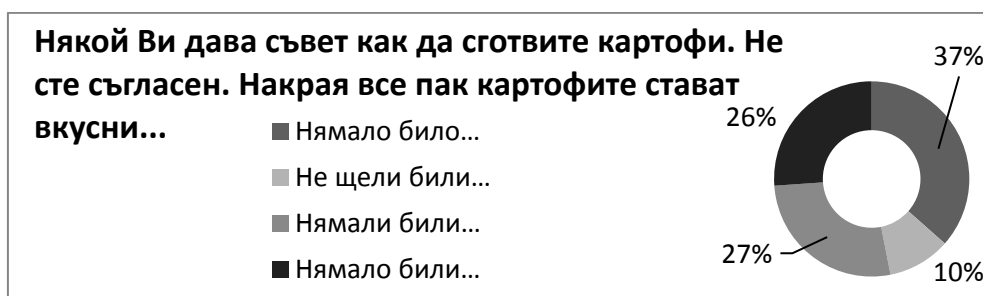 Някой Ви дава съвет как да сготвите картофи. Не
сте съгласен. Накрая все пак картофите стават
вкусни...
Нямало било...
Не щели били...
Нямали били...
Нямало били...
37%
26%
27%
10%